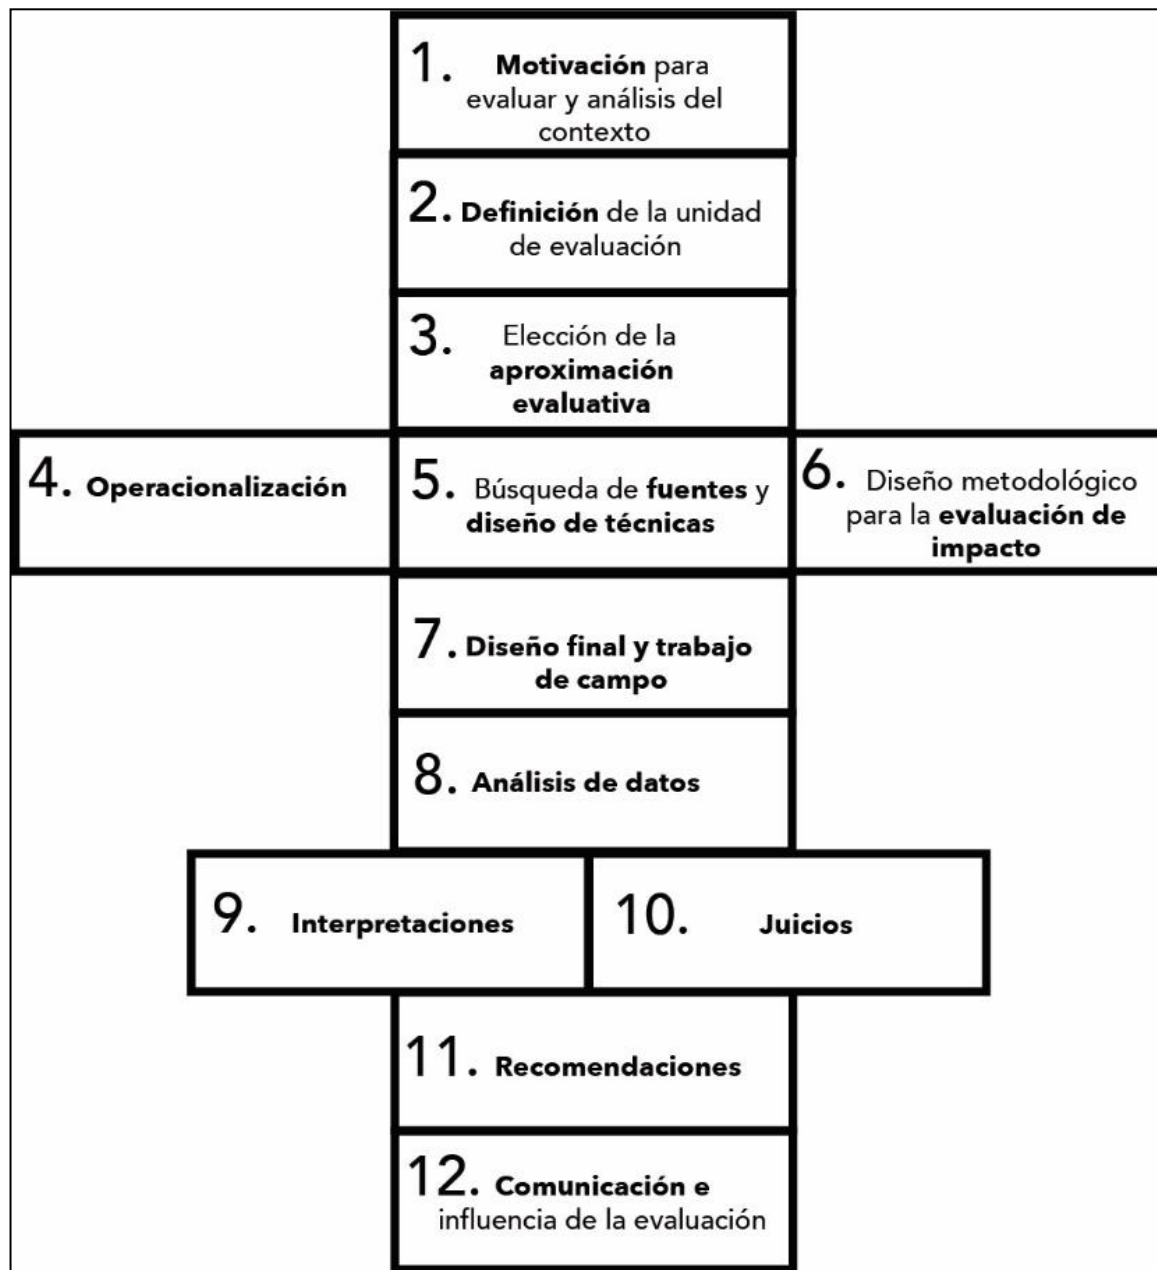 1. Motivación para
evaluar y análisis del
contexto
2. Definición de la unidad
de evaluación
3. Elección de la
aproximación
evaluativa
4. Operacionalización
5. Búsqueda de fuentes y
diseño de técnicas
6. Diseño metodológico
para la evaluación de
impacto
7. Diseño final y trabajo
de campo
8. Análisis de datos
9. Interpretaciones
10. Juicios
11. Recomendaciones
12. Comunicación e
influencia de la evaluación